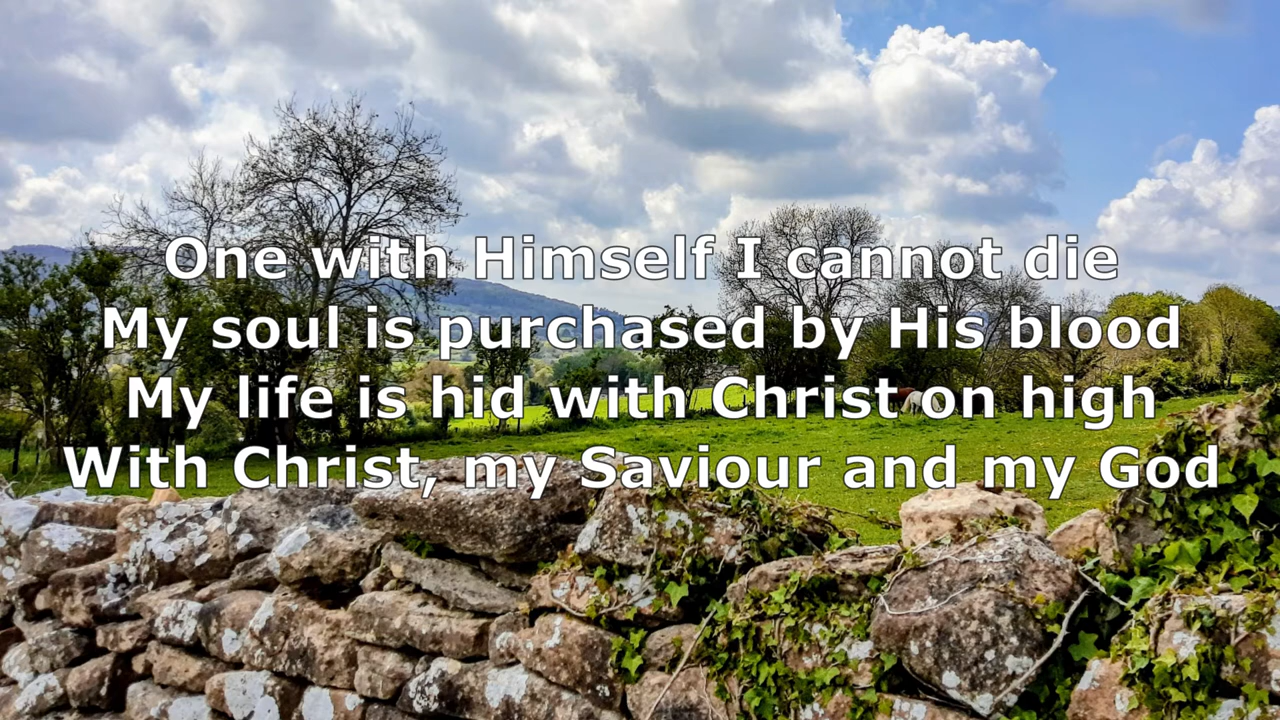 One with Himself I cannot die
My soul is purchased by His blood
My life is hid with Christ on high
With Christ, my Saviour and my God